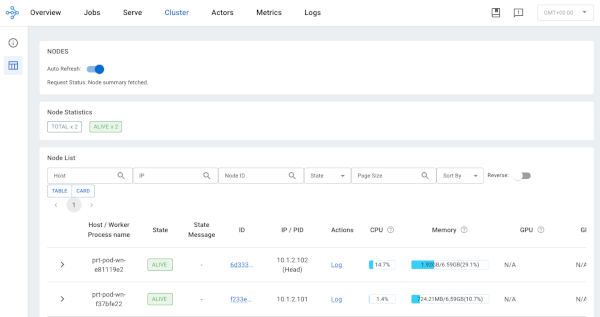 Overview Jobs Serve Cluster Actors Metrics Logs GMT+00:00
NODES
Auto Refresh:
Request Status: Node summary fetched.
Node Statistics
TOTAL x 2 ALIVE x 2
Node List
Host IP Node ID State Page Size Sort By Reverse:
TABLE CARD
1
Host / Worker Process name State State Message ID IP / PID Actions CPU Memory GPU
prt-pod-wn-e81119e2 ALIVE - 6d333... 10.1.2.102 (Head) Log 14.7% 1.92GB/6.59GB(29.1%) N/A N/A
prt-pod-wn-f37bfe22 ALIVE - f233e... 10.1.2.101 Log 1.4% 724.21MB/6.59GB(10.7%) N/A N/A